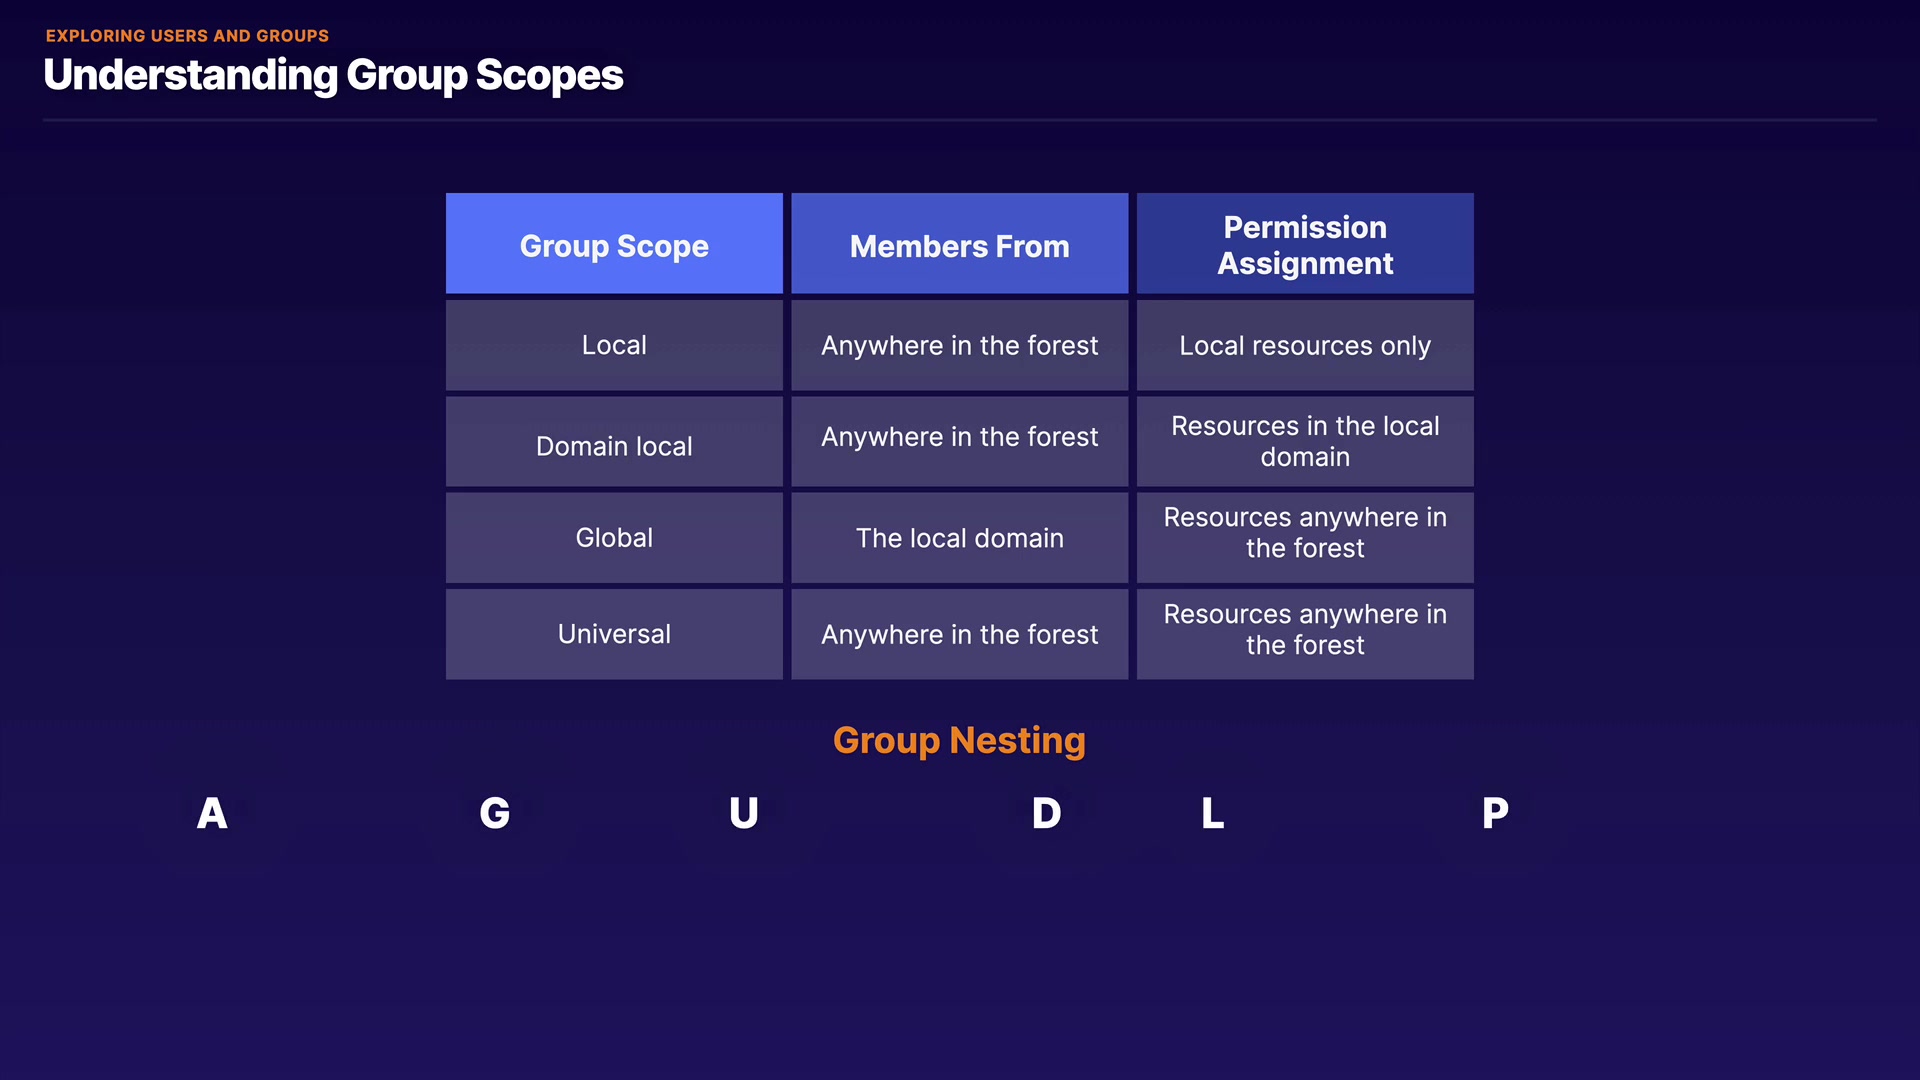 EXPLORING USERS AND GROUPS
Understanding Group Scopes
Group Scope
Members From
Permission
Assignment
Local
Anywhere in the forest
Local resources only
Domain local
Anywhere in the forest
Resources in the local
domain
Global
The local domain
Resources anywhere in
the forest
Universal
Anywhere in the forest
Resources anywhere in
the forest
Group Nesting
A G U D L P